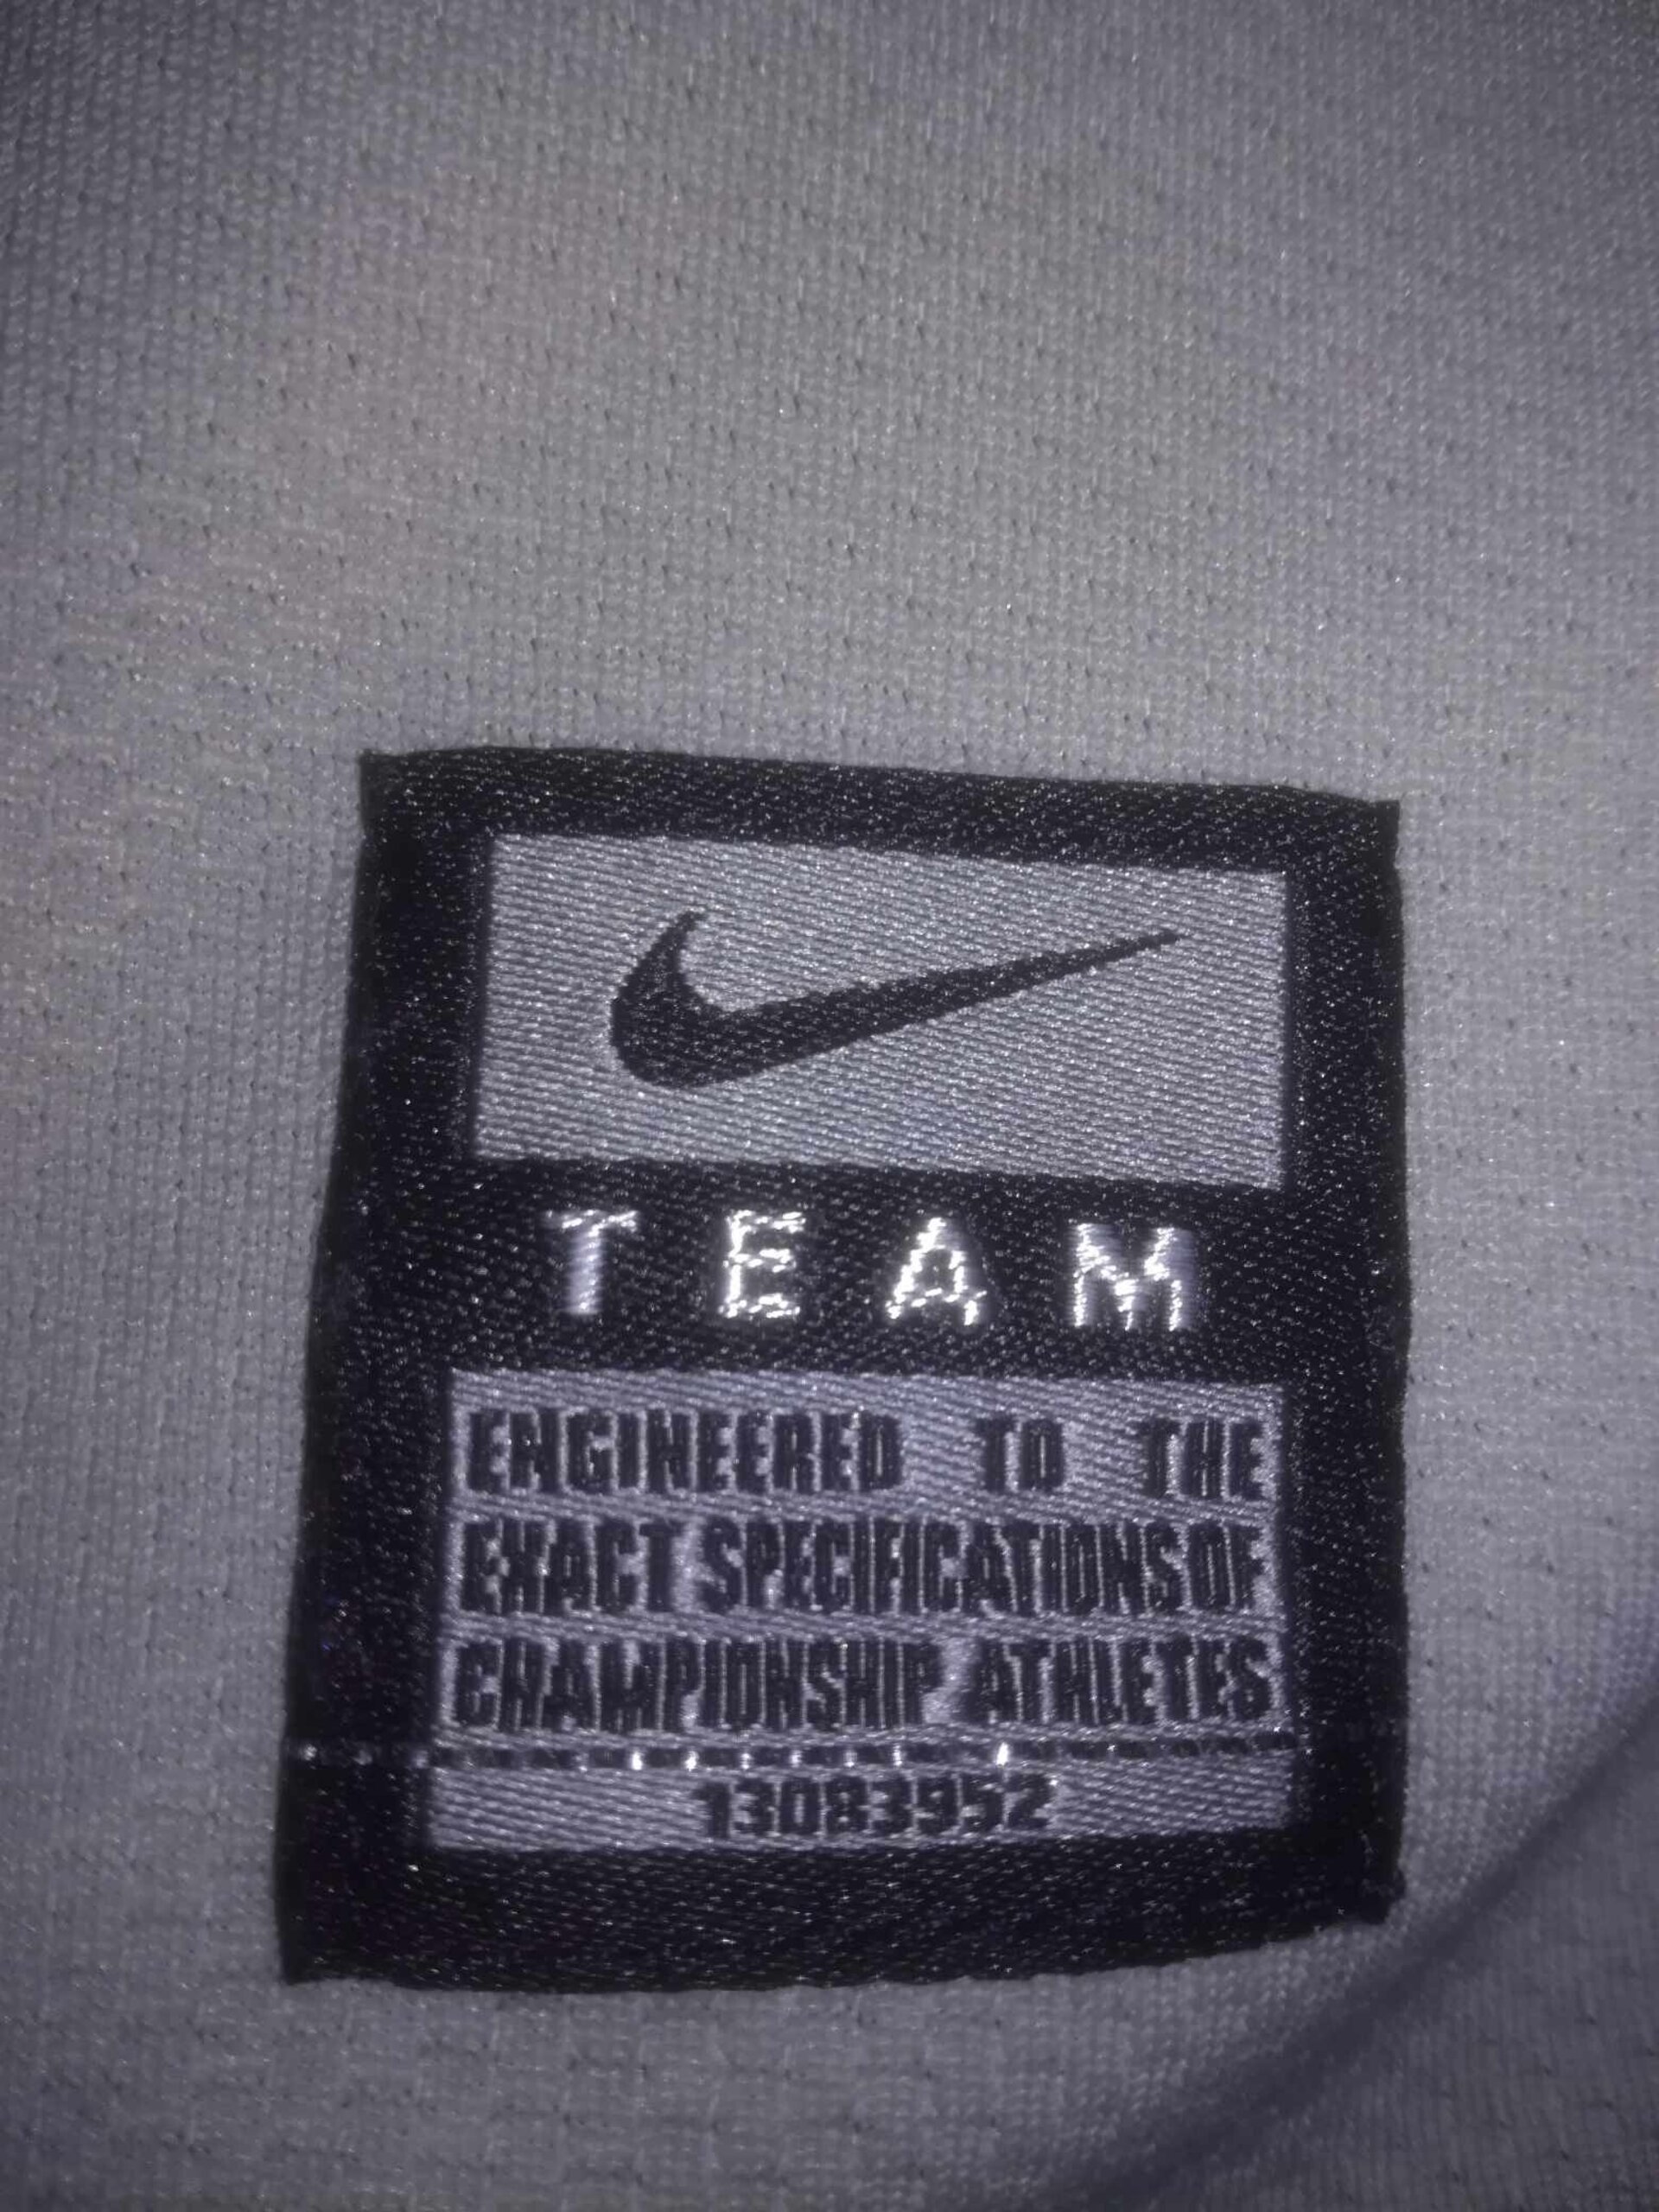 TEAM
ENGINEERED TO THE
EXACT SPECIFICATIONS OF
CHAMPIONSHIP ATHLETES
13083952